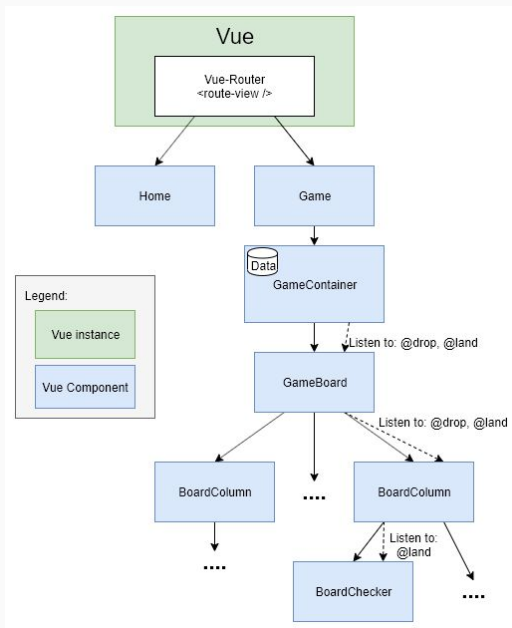 Vue
Vue-Router
<route-view />
Home
Game
Data
GameContainer
Legend:
Vue instance
Vue Component
Listen to: @drop, @land
GameBoard
Listen to: @drop, @land
BoardColumn
....
BoardColumn
Listen to:
@land
....
BoardChecker
....